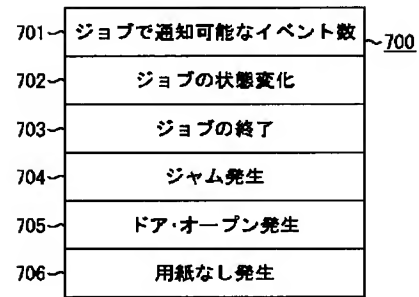 701 ジョブで通知可能なイベント数 700
702 ジョブの状態変化
703 ジョブの終了
704 ジャム発生
705 ドア・オープン発生
706 用紙なし発生